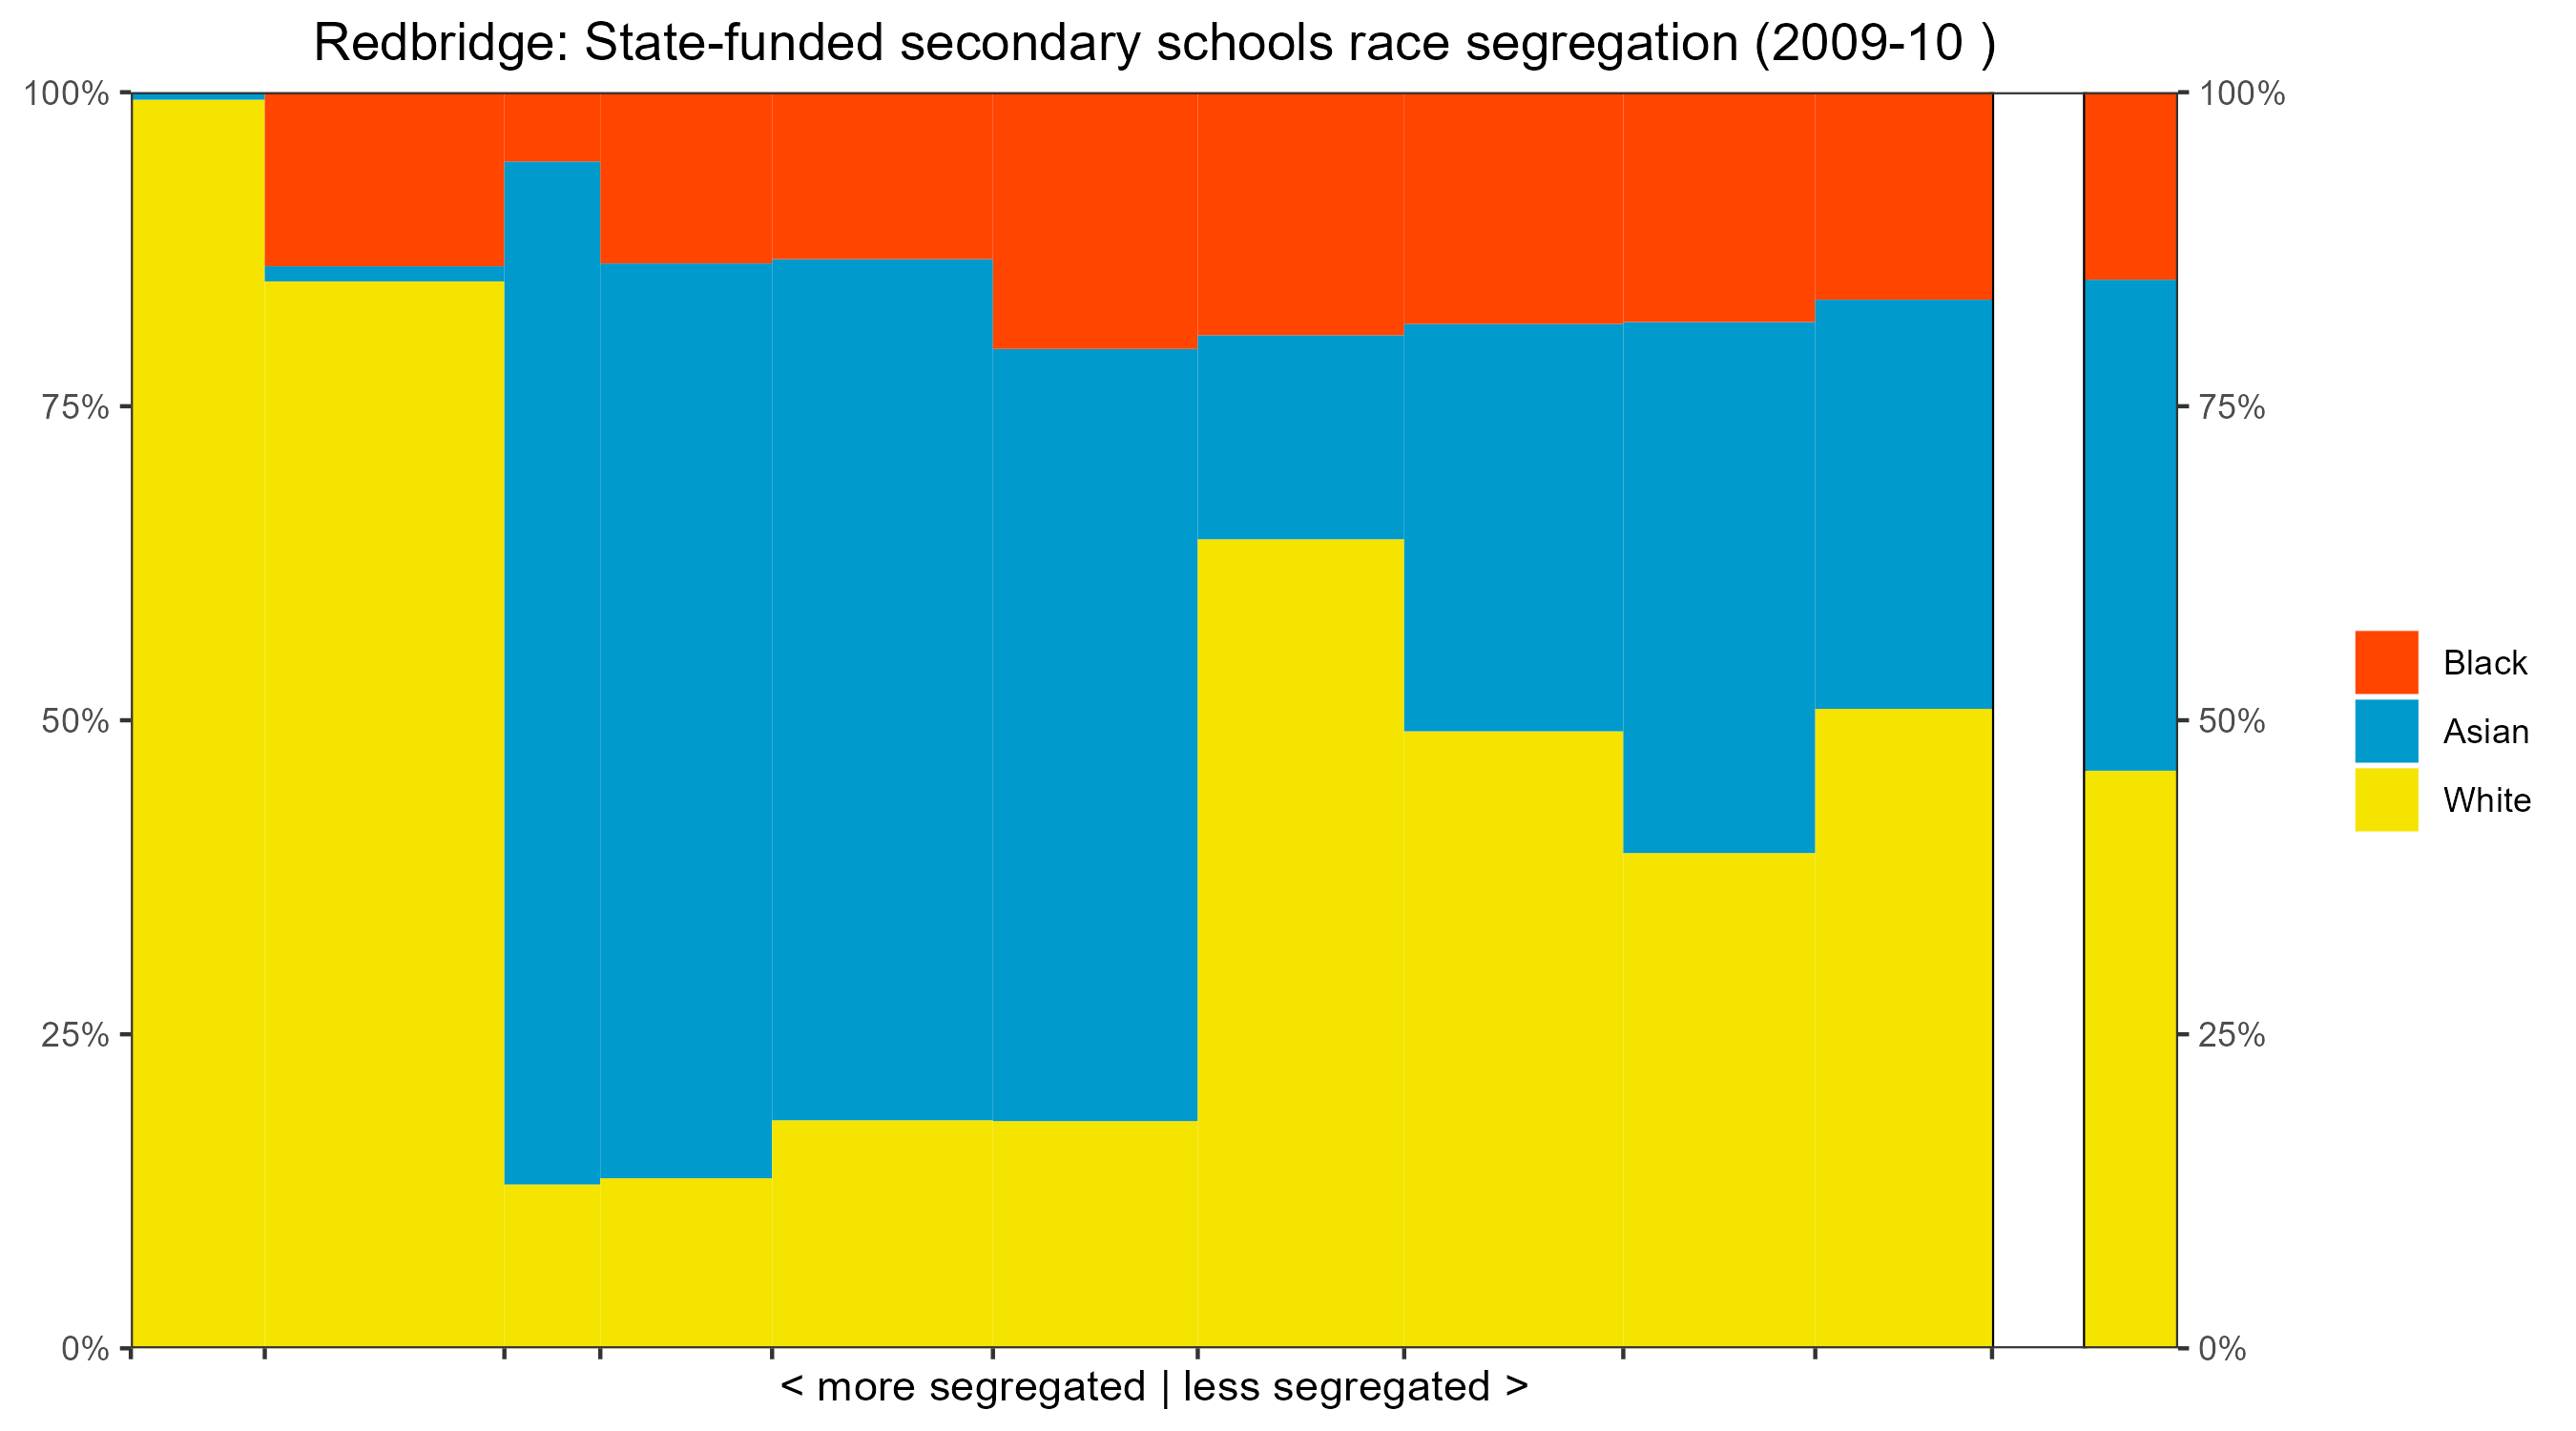 Redbridge: State-funded secondary schools race segregation (2009-10 )
100%
75%
50%
25%
0%
100%
75%
50%
25%
0%
Black
Asian
White
< more segregated | less segregated >